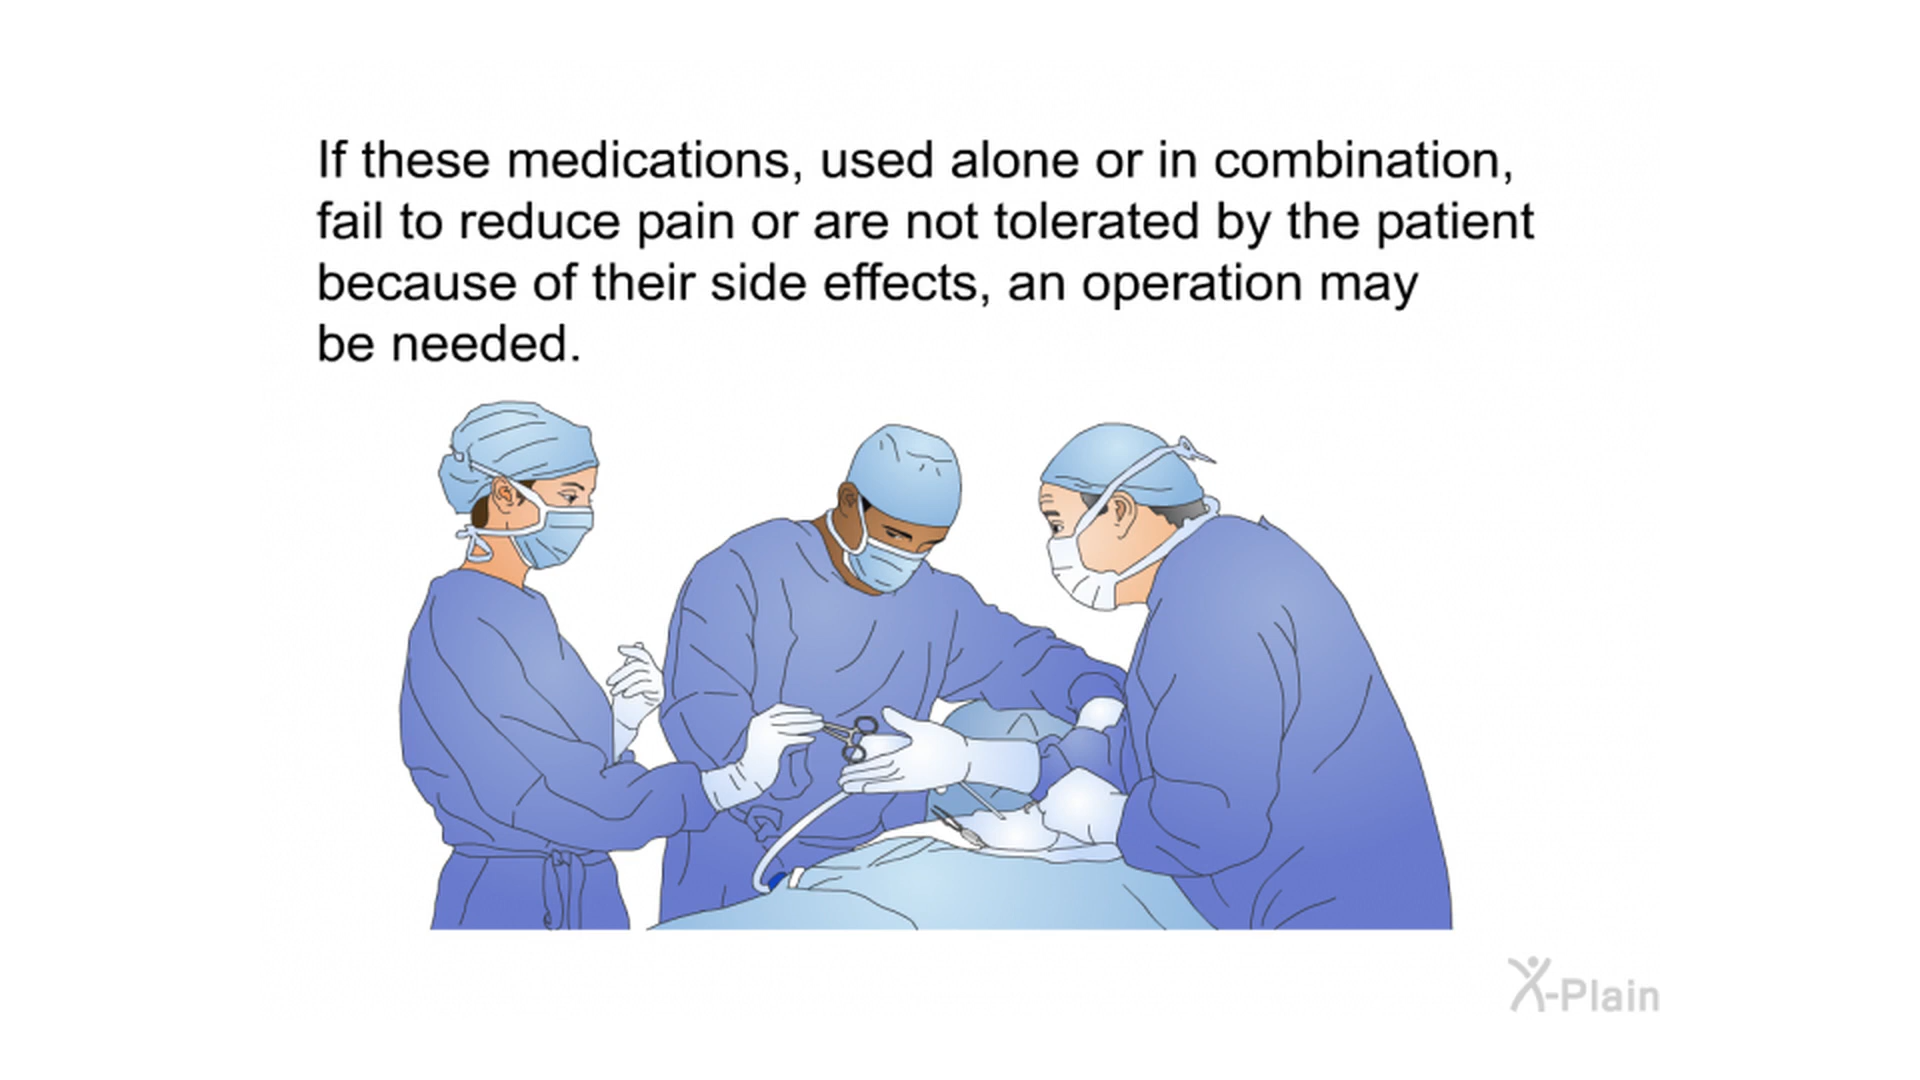 If these medications, used alone or in combination,
fail to reduce pain or are not tolerated by the patient
because of their side effects, an operation may
be needed.
X-Plain